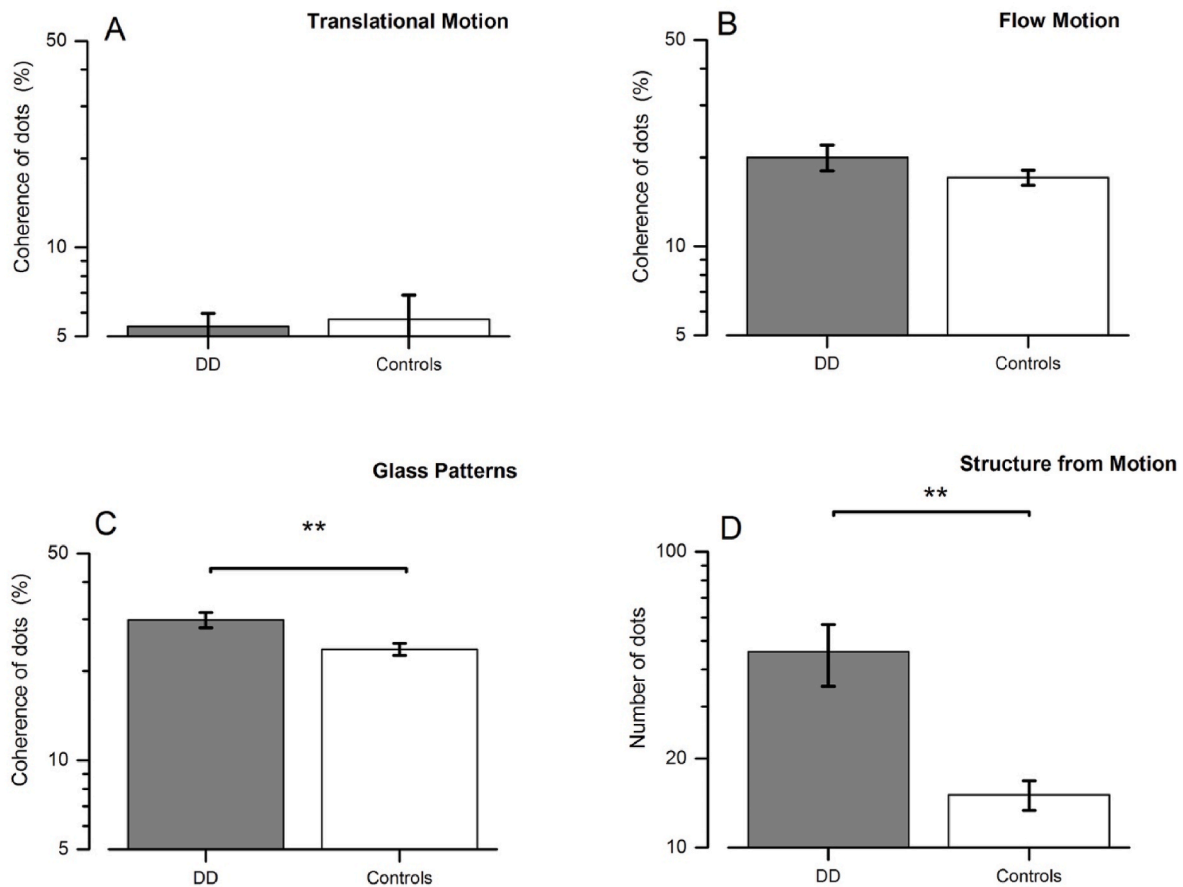 A
Translational Motion
Coherence of dots (%)
50
10
5
DD
Controls
B
Flow Motion
Coherence of dots (%)
50
10
5
DD
Controls
C
Glass Patterns
**
Coherence of dots (%)
50
10
5
DD
Controls
D
Structure from Motion
**
Number of dots
100
20
10
DD
Controls